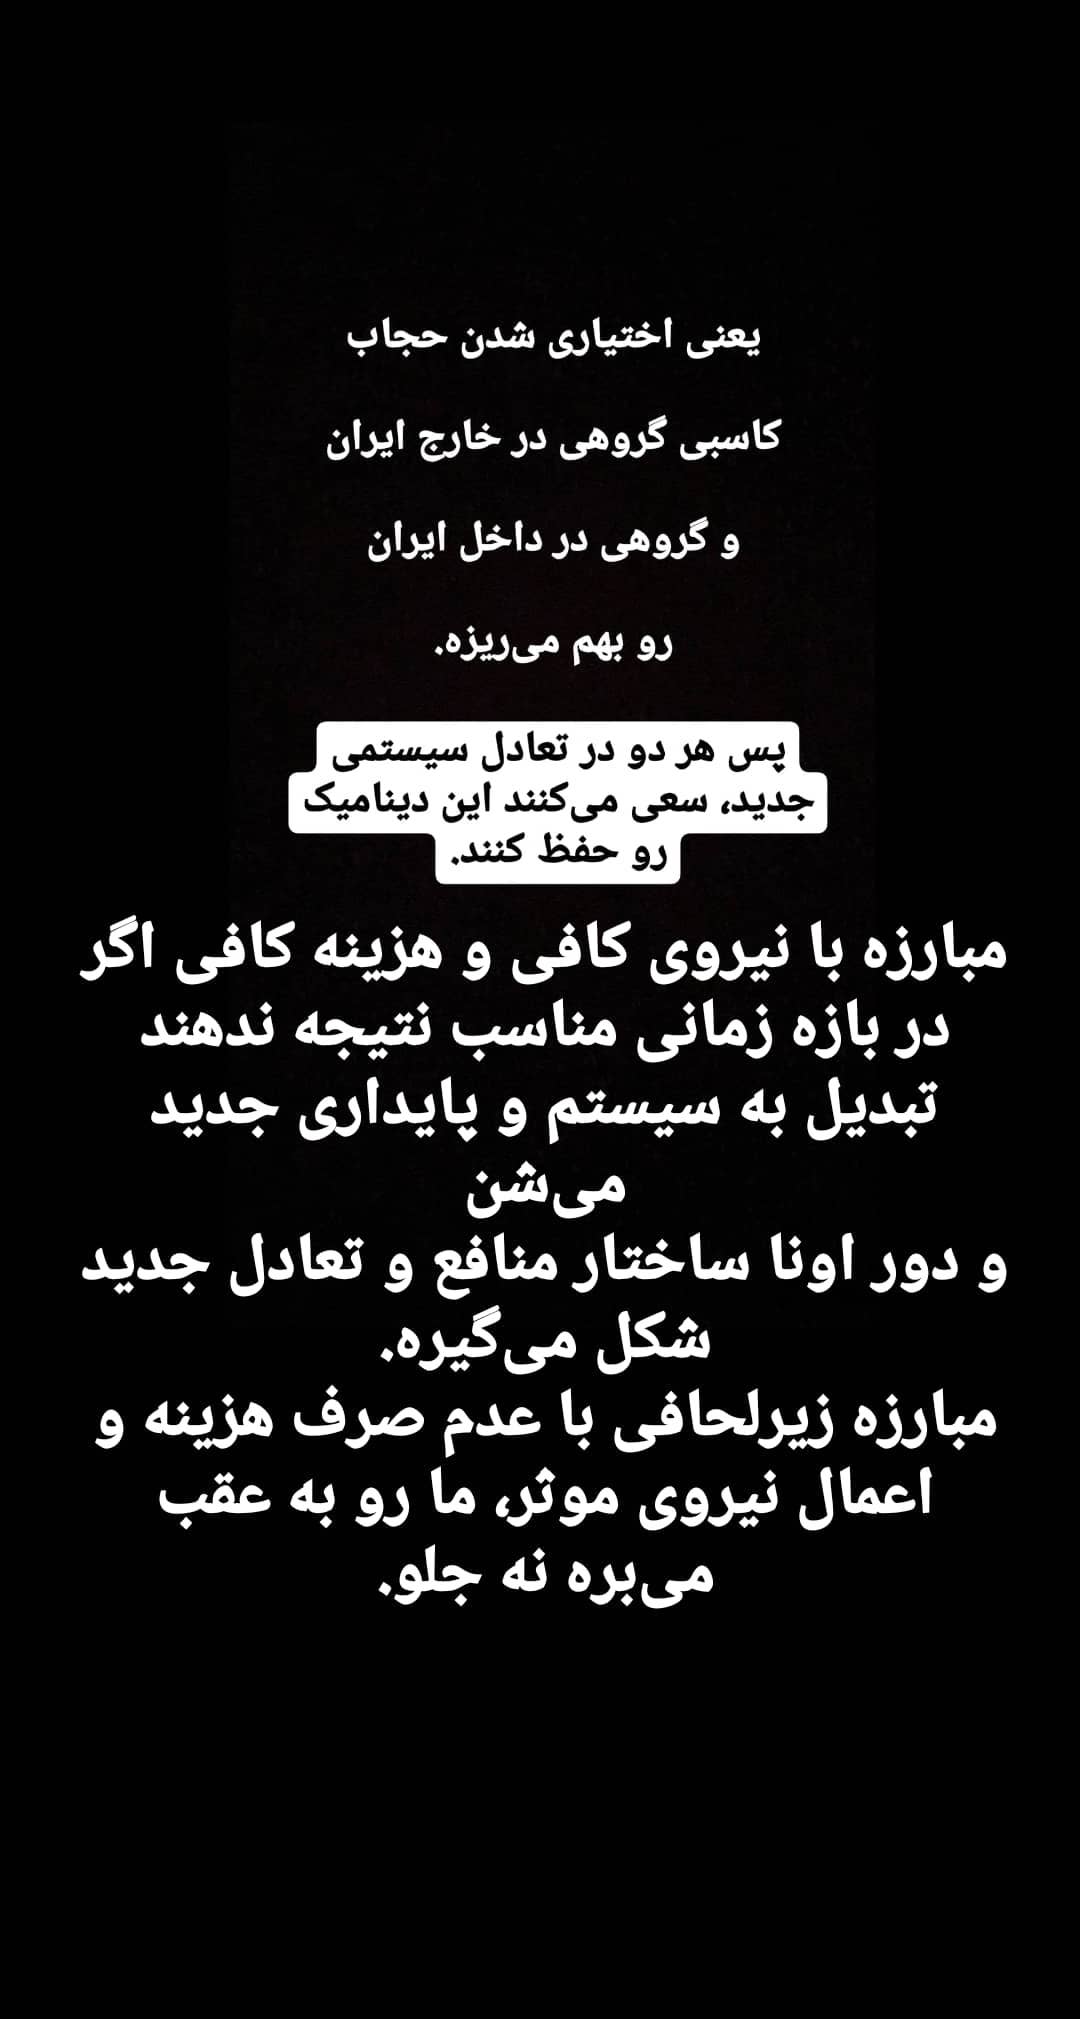 یعنی اختیاری شدن حجاب
کاسبی گروهی در خارج ایران
و گروهی در داخل ایران
رو بهم می‌ریزه.
پس هر دو در تعادل سیستمی
جدید، سعی می‌کنند این دینامیک
رو حفظ کنند.
مبارزه با نیروی کافی و هزینه کافی اگر
در بازه زمانی مناسب نتیجه ندهند
تبدیل به سیستم و پایداری جدید
می‌شن
و دور اونا ساختار منافع و تعادل جدید
شکل می‌گیره.
مبارزه زیرلحافی با عدم صرف هزینه و
اعمال نیروی موثر، ما رو به عقب
می‌بره نه جلو.